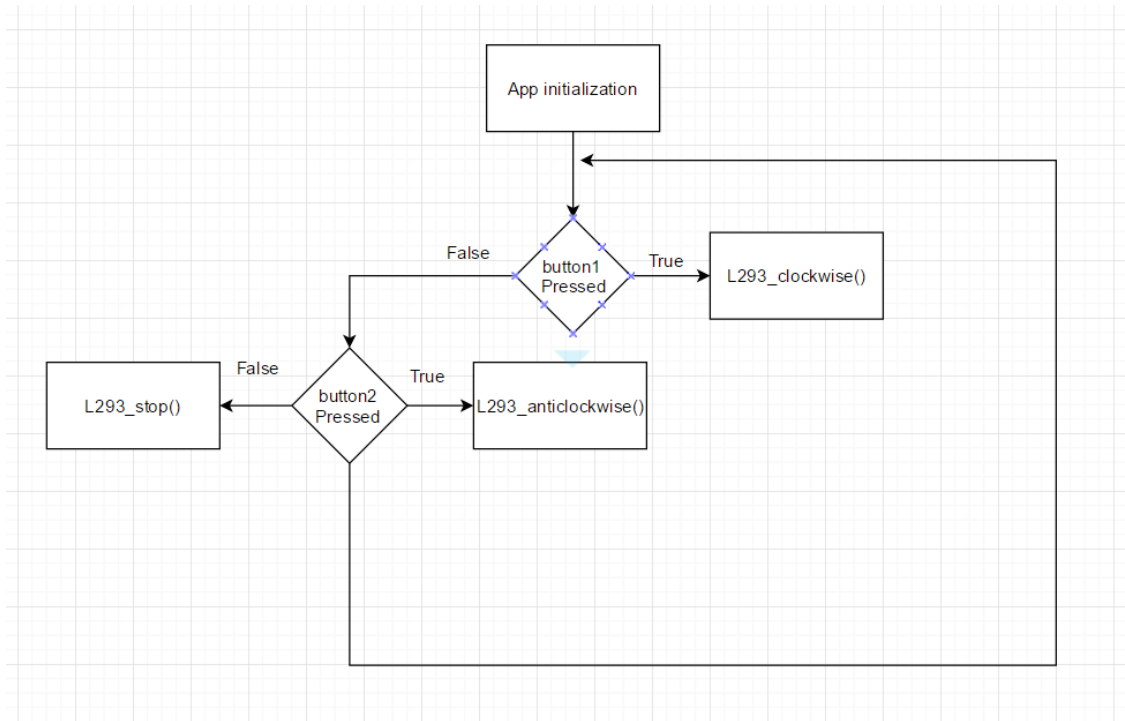 App initialization
False
button1
Pressed
True
L293_clockwise()
False
button2
Pressed
True
L293_stop()
L293_anticlockwise()